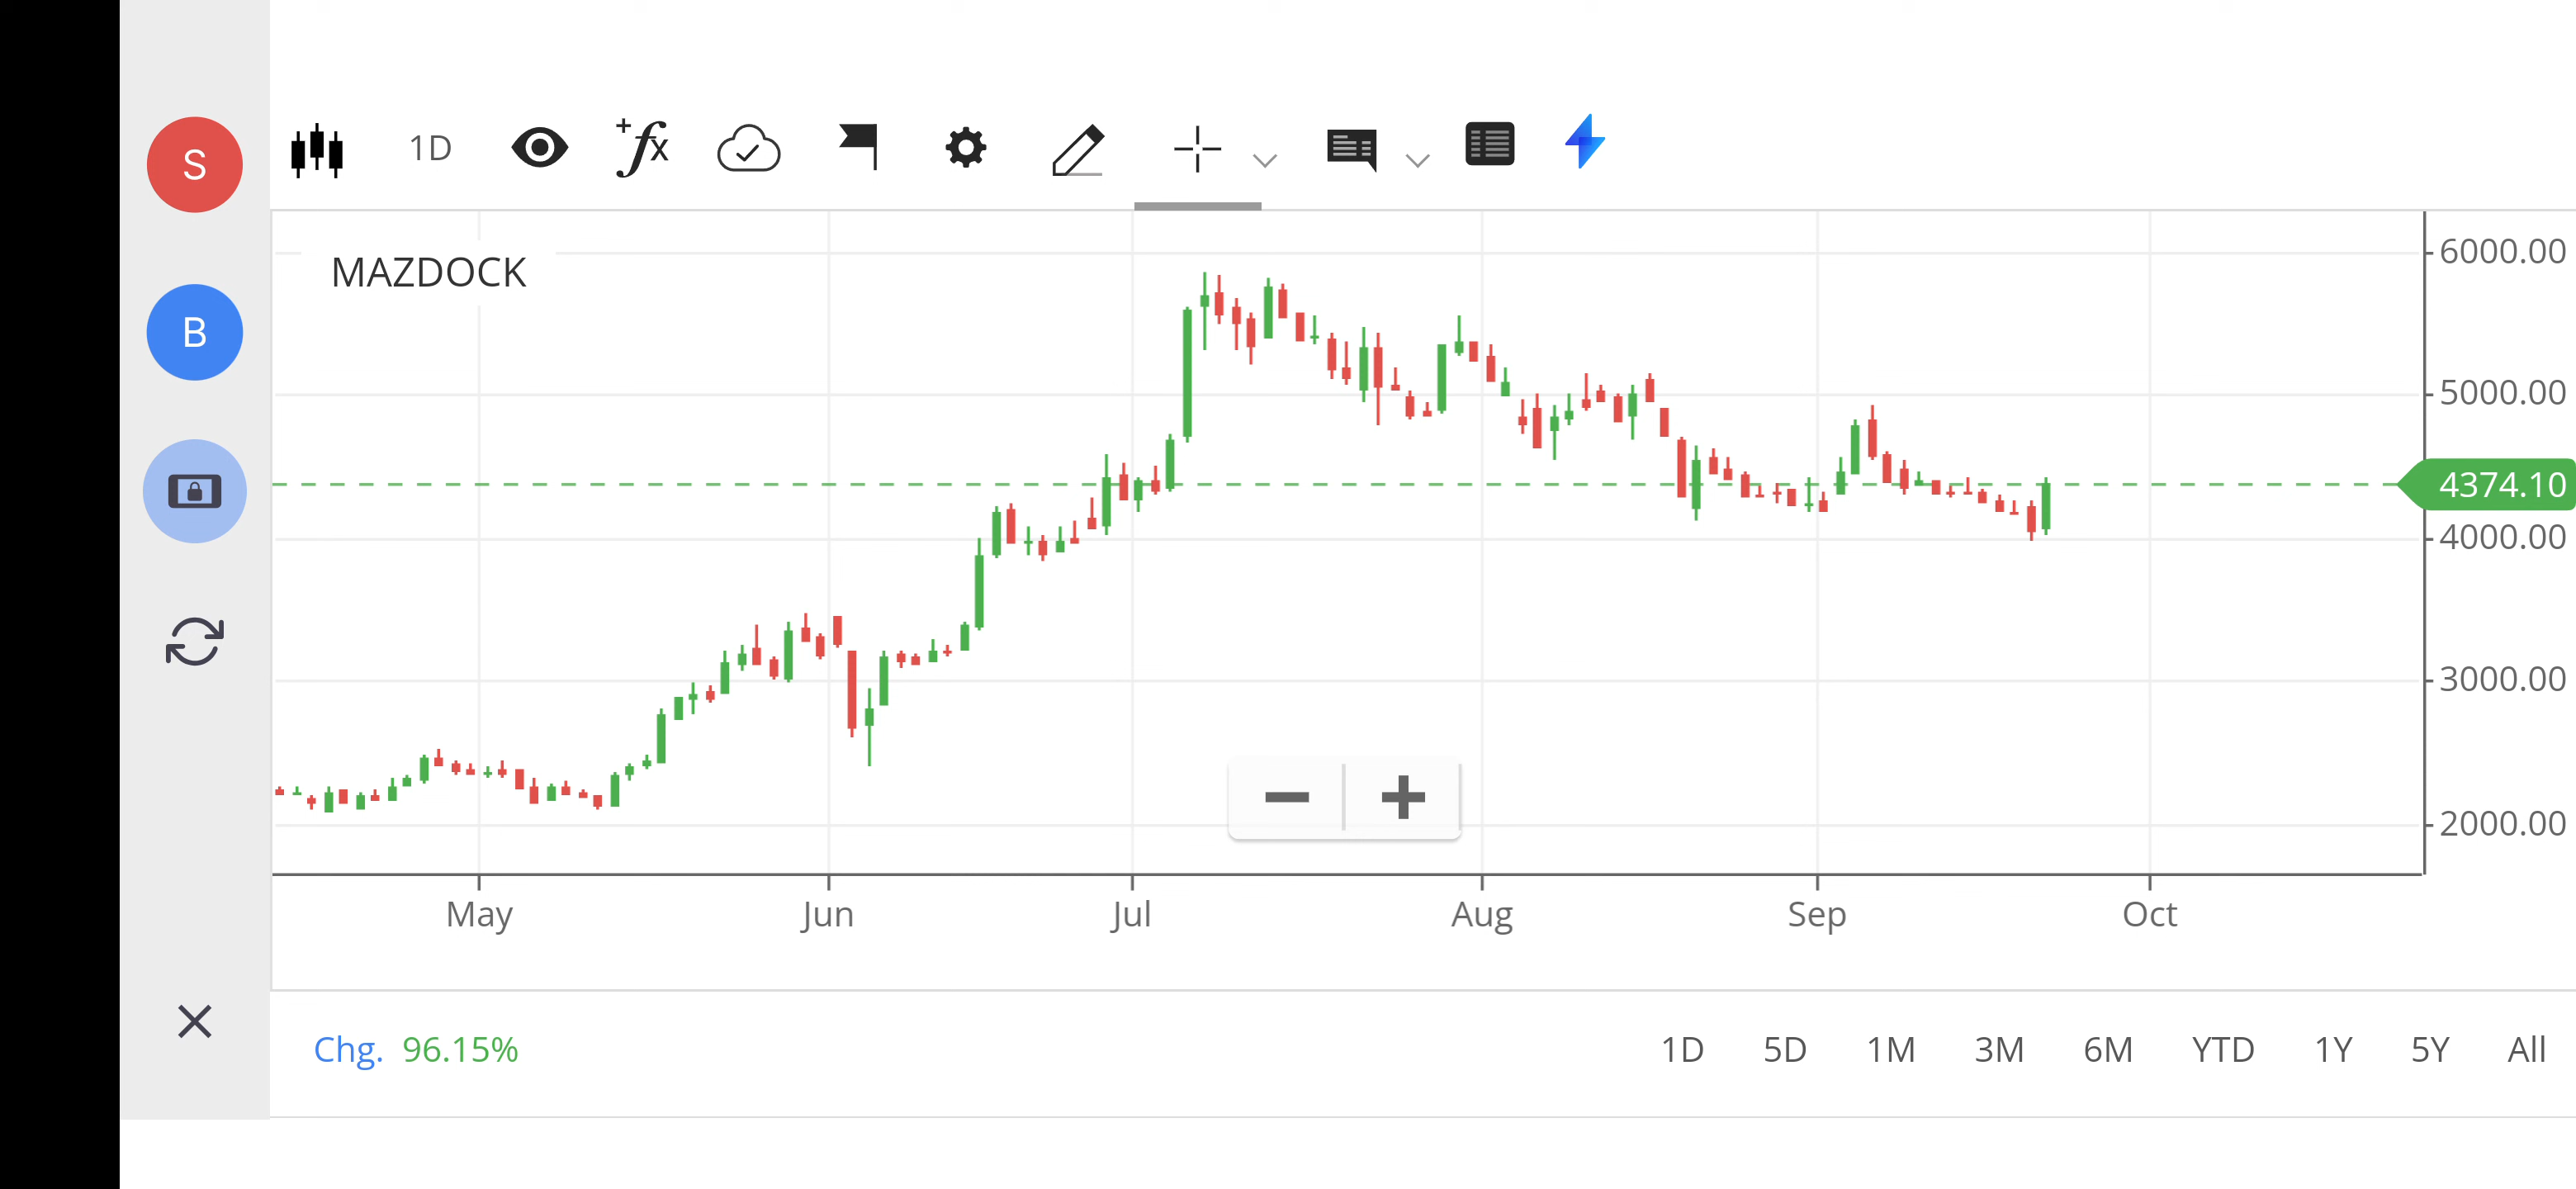 S
B
1D
+fx
MAZDOCK
6000.00
5000.00
4374.10
4000.00
3000.00
2000.00
May Jun Jul Aug Sep Oct
Chg. 96.15% 1D 5D 1M 3M 6M YTD 1Y 5Y All